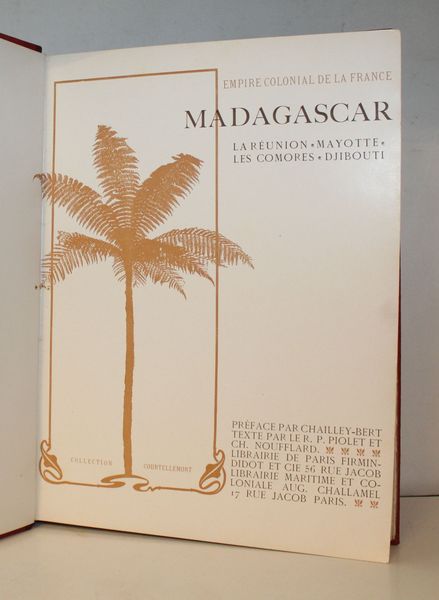 EMPIRE COLONIAL DE LA FRANCE
MADAGASCAR
LA RÉUNION * MAYOTTE *
LES COMORES * DJIBOUTI
PRÉFACE PAR CHAILLEY-BERT
TEXTE PAR LE R. P. PIOLET ET
CH. NOUFFLARD.
LIBRAIRIE DE PARIS FIRMIN-
DIDOT ET CIE 56 RUE JACOB
LIBRAIRIE MARITIME ET CO-
LONIALE AUG. CHALLAMEL
17 RUE JACOB PARIS.
COLLECTION COURTELLEMONT